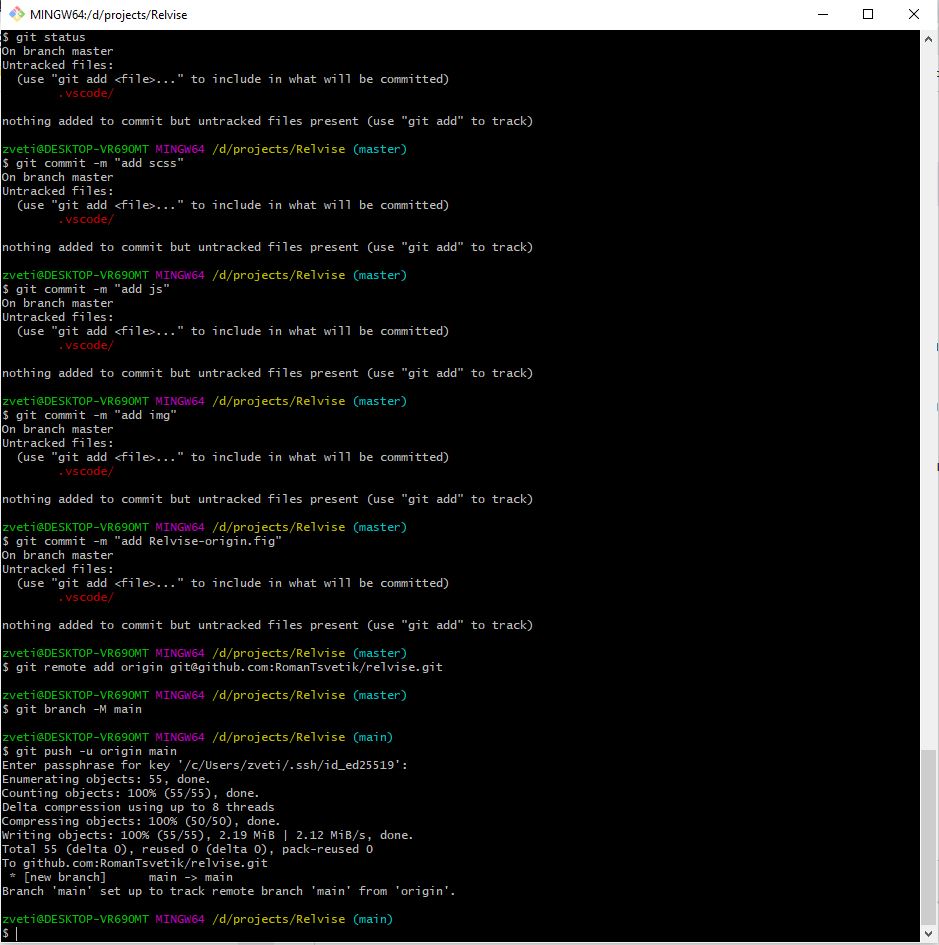 MINGW64:/d/projects/Relvise
$ git status
On branch master
Untracked files:
  (use "git add <file>..." to include in what will be committed)
        .vscode/

nothing added to commit but untracked files present (use "git add" to track)

zveti@DESKTOP-VR690MT MINGW64 /d/projects/Relvise (master)
$ git commit -m "add scss"
On branch master
Untracked files:
  (use "git add <file>..." to include in what will be committed)
        .vscode/

nothing added to commit but untracked files present (use "git add" to track)

zveti@DESKTOP-VR690MT MINGW64 /d/projects/Relvise (master)
$ git commit -m "add js"
On branch master
Untracked files:
  (use "git add <file>..." to include in what will be committed)
        .vscode/

nothing added to commit but untracked files present (use "git add" to track)

zveti@DESKTOP-VR690MT MINGW64 /d/projects/Relvise (master)
$ git commit -m "add img"
On branch master
Untracked files:
  (use "git add <file>..." to include in what will be committed)
        .vscode/

nothing added to commit but untracked files present (use "git add" to track)

zveti@DESKTOP-VR690MT MINGW64 /d/projects/Relvise (master)
$ git commit -m "add Relvise-origin.fig"
On branch master
Untracked files:
  (use "git add <file>..." to include in what will be committed)
        .vscode/

nothing added to commit but untracked files present (use "git add" to track)

zveti@DESKTOP-VR690MT MINGW64 /d/projects/Relvise (master)
$ git remote add origin git@github.com:RomanTsvetik/relvise.git

zveti@DESKTOP-VR690MT MINGW64 /d/projects/Relvise (master)
$ git branch -M main

zveti@DESKTOP-VR690MT MINGW64 /d/projects/Relvise (main)
$ git push -u origin main
Enter passphrase for key '/c/Users/zveti/.ssh/id_ed25519':
Enumerating objects: 55, done.
Counting objects: 100% (55/55), done.
Delta compression using up to 8 threads
Compressing objects: 100% (50/50), done.
Writing objects: 100% (55/55), 2.19 MiB | 2.12 MiB/s, done.
Total 55 (delta 0), reused 0 (delta 0), pack-reused 0
To github.com:RomanTsvetik/relvise.git
 * [new branch]      main -> main
Branch 'main' set up to track remote branch 'main' from 'origin'.

zveti@DESKTOP-VR690MT MINGW64 /d/projects/Relvise (main)
$